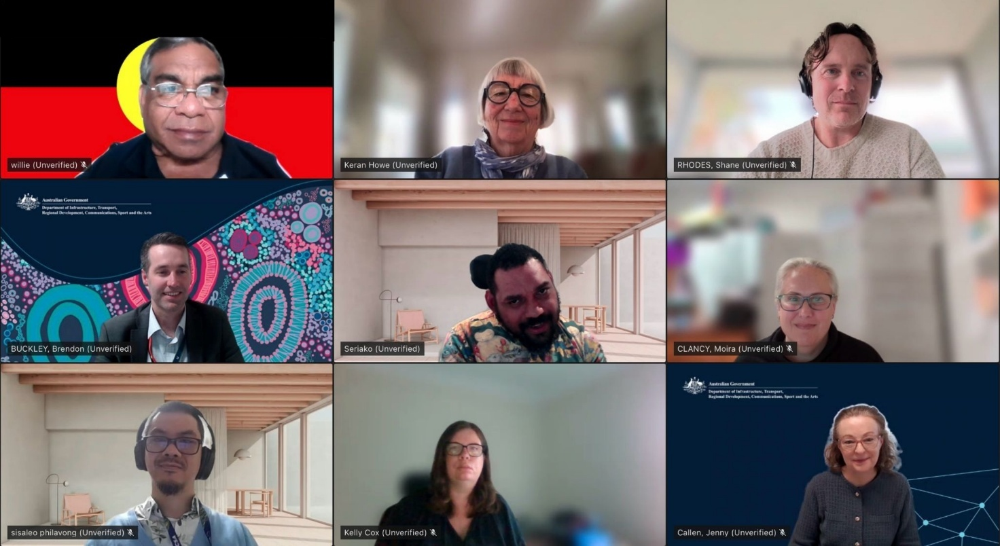 willie (Unverified)
Keran Howe (Unverified)
RHODES, Shane (Unverified)
Australian Government
Department of Infrastructure, Transport,
Regional Development, Communications, Sport and the Arts
BUCKLEY, Brendon (Unverified)
Seriako (Unverified)
CLANCY, Moira (Unverified)
sisaleo philavong (Unverified)
Kelly Cox (Unverified)
Australian Government
Department of Infrastructure, Transport,
Regional Development, Communications, Sport and the Arts
Callen, Jenny (Unverified)